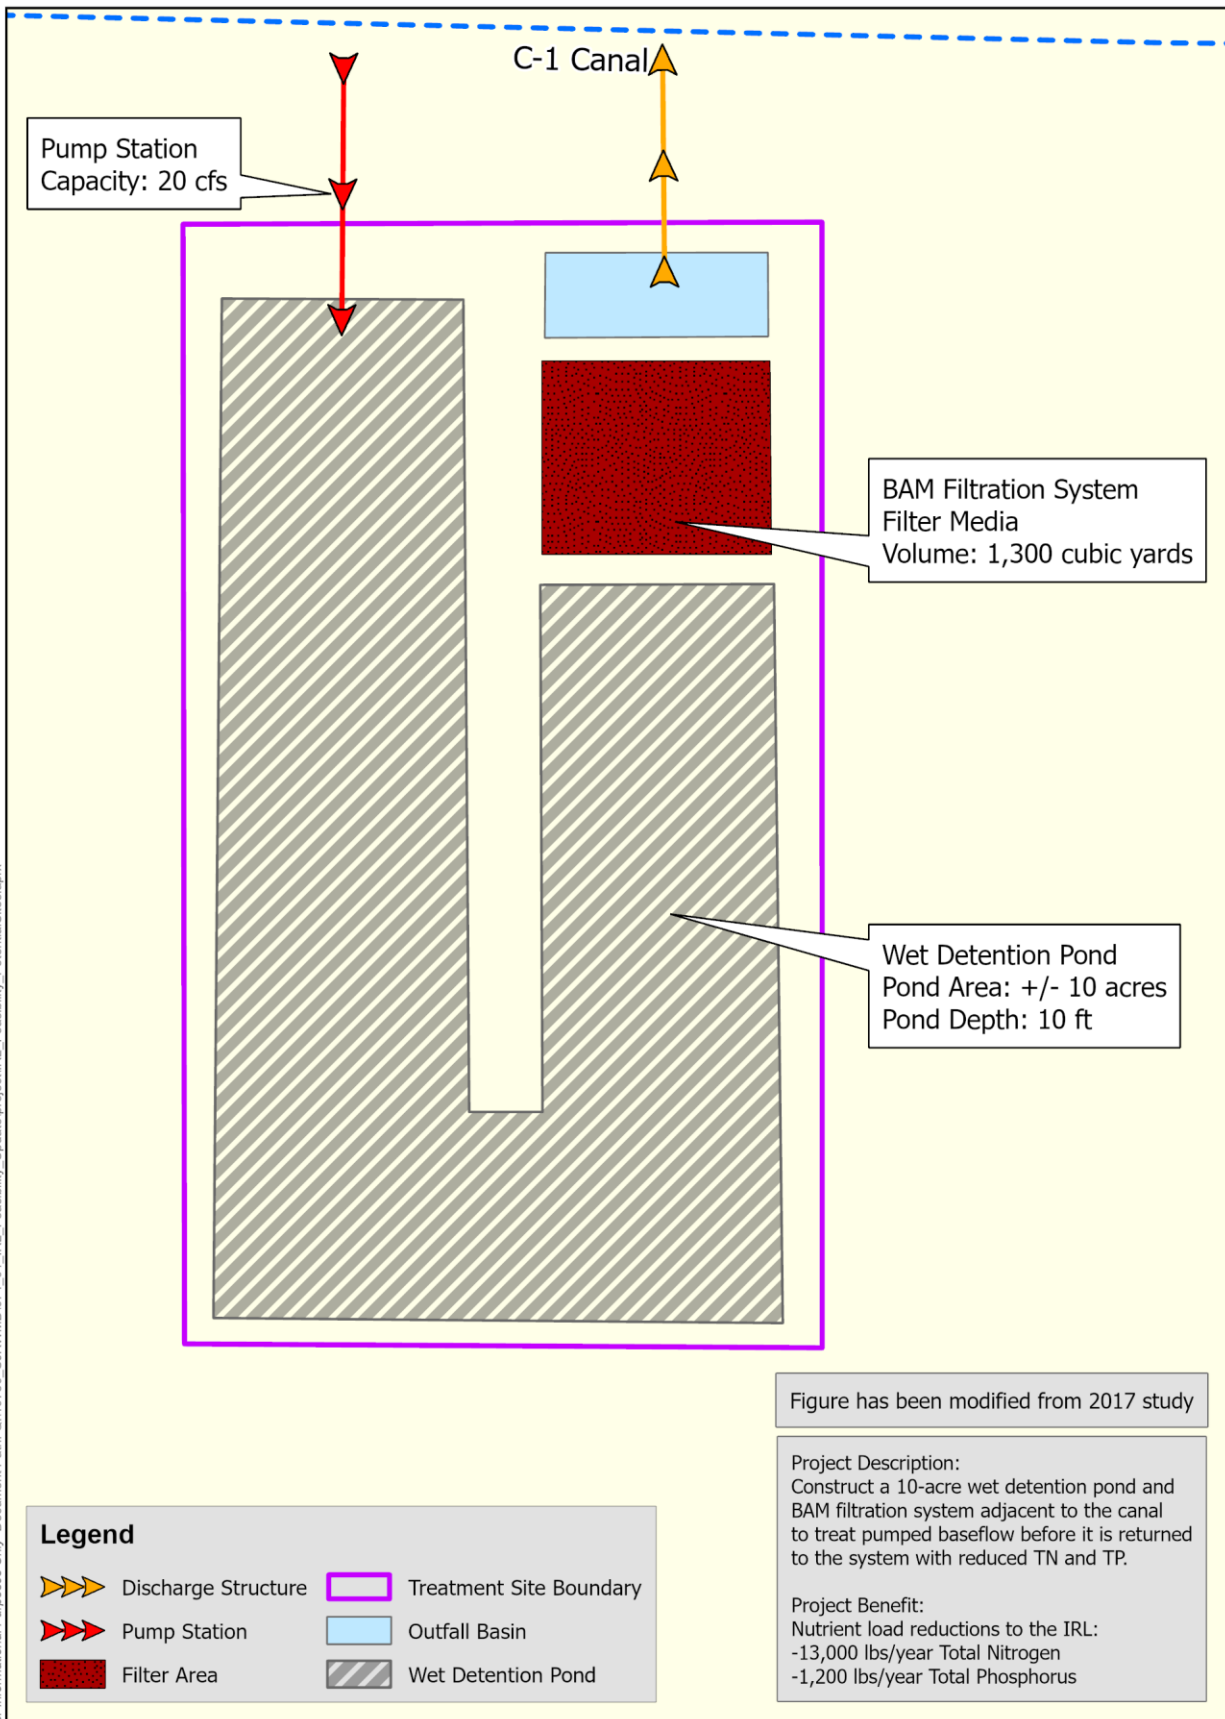 C-1 Canal
Pump Station
Capacity: 20 cfs
BAM Filtration System
Filter Media
Volume: 1,300 cubic yards
Wet Detention Pond
Pond Area: +/- 10 acres
Pond Depth: 10 ft
Figure has been modified from 2017 study
Project Description:
Construct a 10-acre wet detention pond and
BAM filtration system adjacent to the canal
to treat pumped baseflow before it is returned
to the system with reduced TN and TP.
Project Benefit:
Nutrient load reductions to the IRL:
-13,000 lbs/year Total Nitrogen
-1,200 lbs/year Total Phosphorus
Legend
Discharge Structure
Pump Station
Filter Area
Treatment Site Boundary
Outfall Basin
Wet Detention Pond